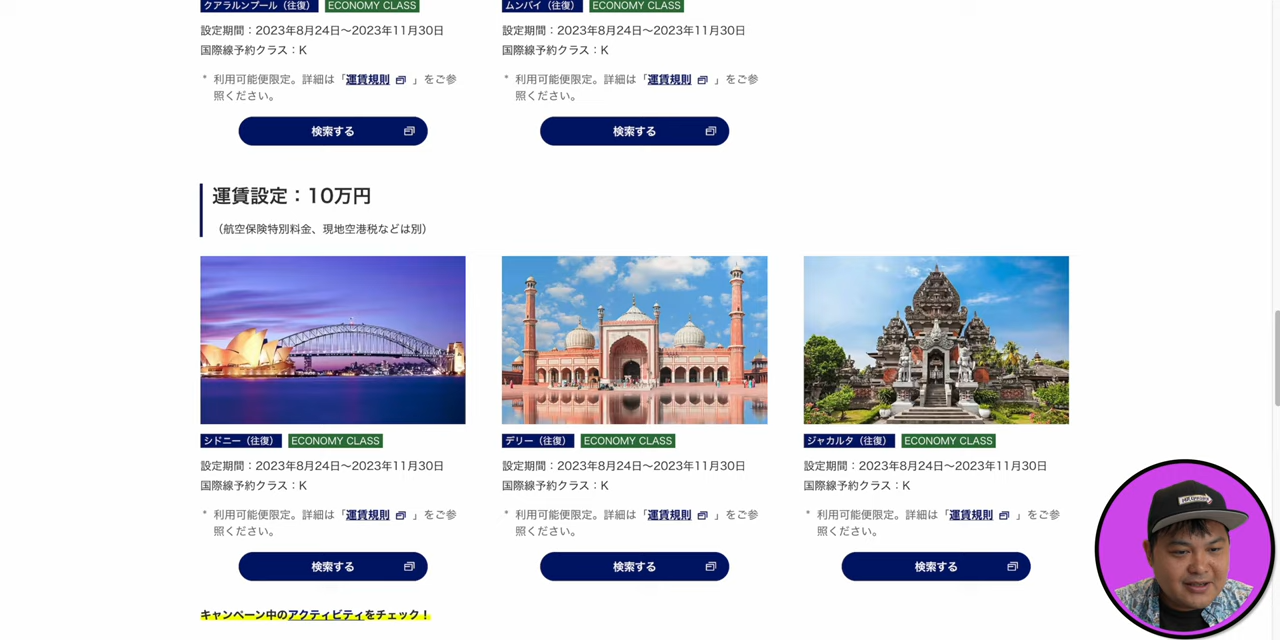 クアラルンプール（往復） ECONOMY CLASS
設定期間：2023年8月24日〜2023年11月30日
国際線予約クラス：K
* 利用可能便限定。詳細は「運賃規則 」をご参
照ください。
検索する
ムンバイ（往復） ECONOMY CLASS
設定期間：2023年8月24日〜2023年11月30日
国際線予約クラス：K
* 利用可能便限定。詳細は「運賃規則 」をご参
照ください。
検索する
運賃設定：10万円
（航空保険特別料金、現地空港税などは別）
シドニー（往復） ECONOMY CLASS
設定期間：2023年8月24日〜2023年11月30日
国際線予約クラス：K
* 利用可能便限定。詳細は「運賃規則 」をご参
照ください。
検索する
デリー（往復） ECONOMY CLASS
設定期間：2023年8月24日〜2023年11月30日
国際線予約クラス：K
* 利用可能便限定。詳細は「運賃規則 」をご参
照ください。
検索する
ジャカルタ（往復） ECONOMY CLASS
設定期間：2023年8月24日〜2023年11月30日
国際線予約クラス：K
* 利用可能便限定。詳細は「運賃規則 」をご参
照ください。
検索する
キャンペーン中のアクティビティをチェック！